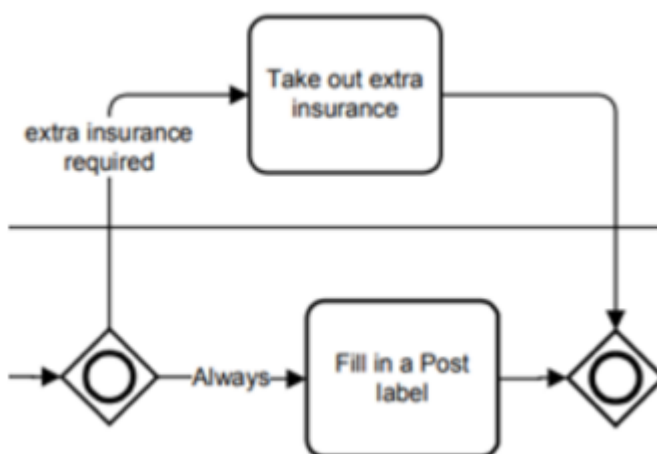 Take out extra
insurance
extra insurance
required
Always
Fill in a Post
label